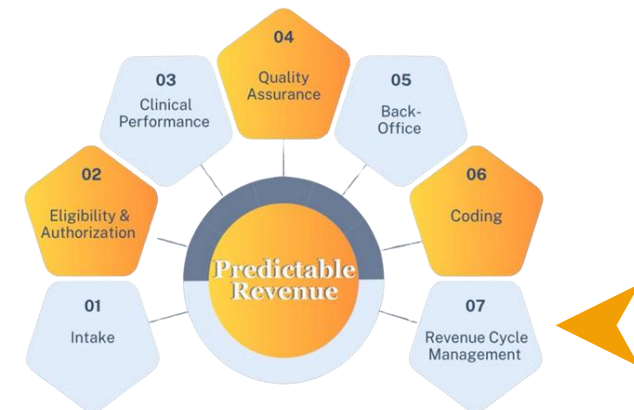 01
Intake
02
Eligibility &
Authorization
03
Clinical
Performance
04
Quality
Assurance
05
Back-
Office
06
Coding
07
Revenue Cycle
Management
Predictable
Revenue